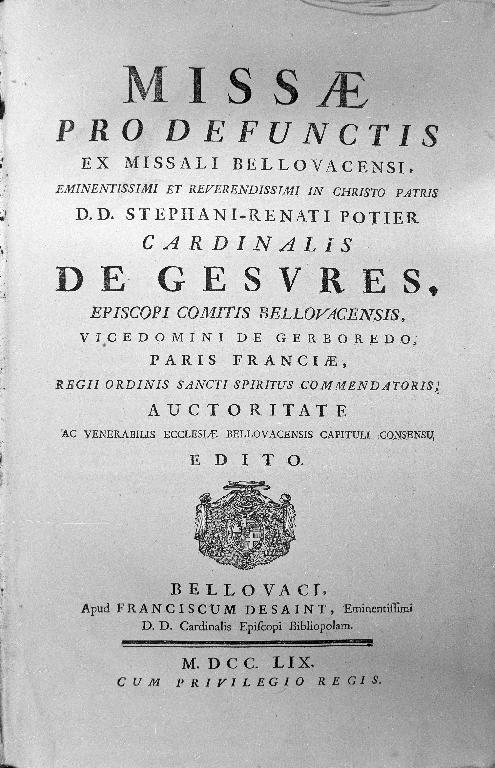 MISSÆ
PRO DEFUNCTIS
EX MISSALI BELLOVACENSI,
EMINENTISSIMI ET REVERENDISSIMI IN CHRISTO PATRIS
D.D. STEPHANI-RENATI POTIER
CARDINALiS
DE GESVRES,
EPISCOPI COMITIS BELLOVACENSIS,
VICEDOMINI DE GERBOREDO,
PARIS FRANCIÆ,
REGII ORDINIS SANCTI SPIRITUS COMMENDATORIS;
AUCTORITATE
AC VENERABILIS ECCLESIÆ BELLOVACENSIS CAPITULI CONSENSU,
EDITO.
BELLOVACI,
Apud FRANCISCUM DESAINT, Eminentiſſimi
D. D. Cardinalis Epiſcopi Bibliopolam.
M. DCC. LIX.
CUM PRIVILEGIO REGIS.